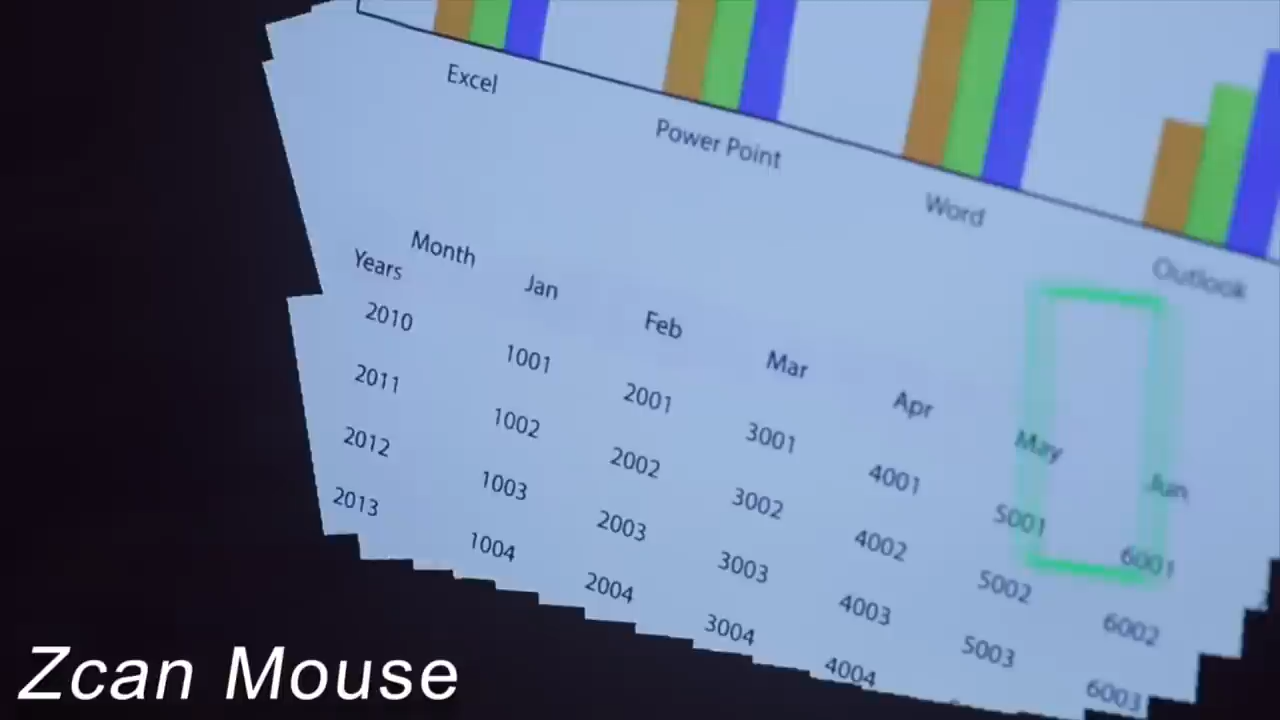 Excel Power Point Word Outlook
Month
Years Jan Feb Mar Apr May Jun
2010 1001 2001 3001 4001 5001 6001
2011 1002 2002 3002 4002 5002 6002
2012 1003 2003 3003 4003 5003 6003
2013 1004 2004 3004 4004
Zcan Mouse